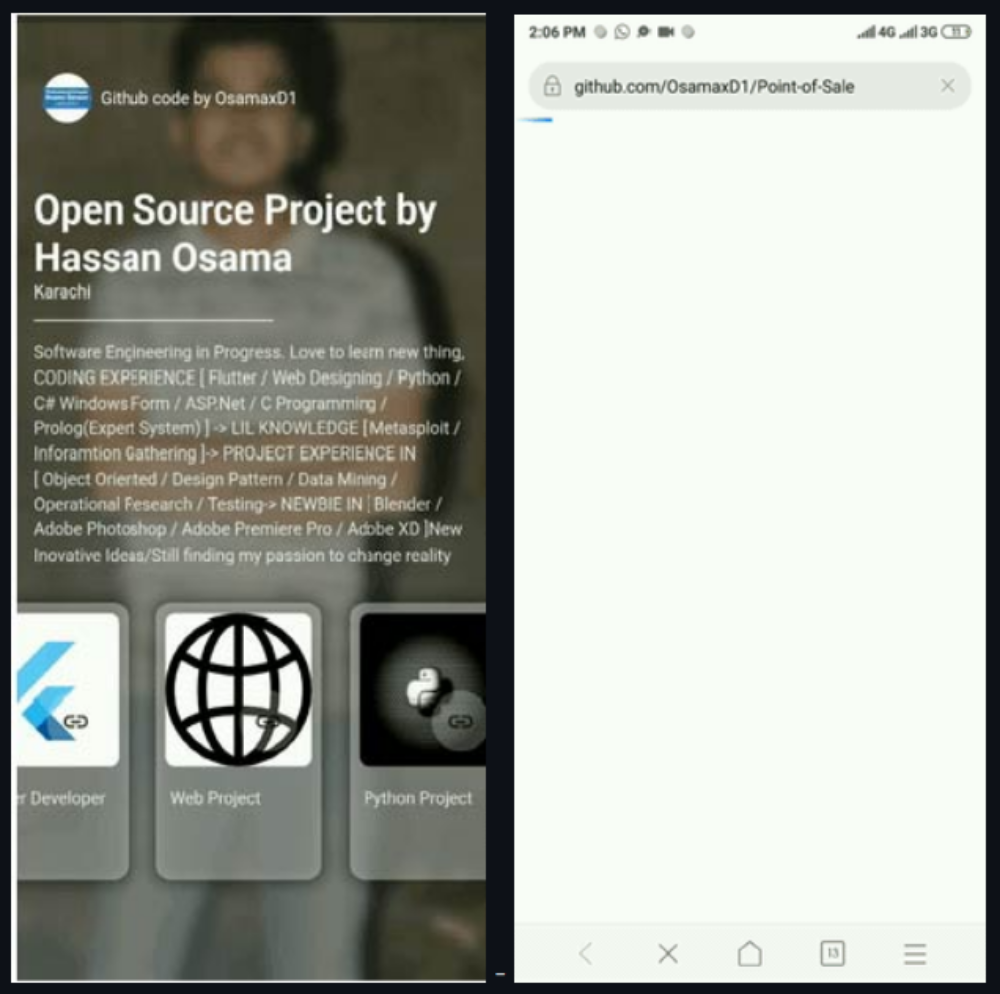 Github code by OsamaxD1
Open Source Project by
Hassan Osama
Karachi
Software Engineering in Progress. Love to learn new thing,
CODING EXPERIENCE [ Flutter / Web Designing / Python /
C# Windows Form / ASP.Net / C Programming /
Prolog(Expert System) ] -> LIL KNOWLEDGE [Metasploit /
Inforamtion Gathering ]-> PROJECT EXPERIENCE IN
[ Object Oriented / Design Pattern / Data Mining /
Operational Research / Testing-> NEWBIE IN [ Blender /
Adobe Photoshop / Adobe Premiere Pro / Adobe XD ]New
Inovative Ideas/Still finding my passion to change reality
er Developer
Web Project
Python Project
2:06 PM
4G
3G
11
github.com/OsamaxD1/Point-of-Sale
13